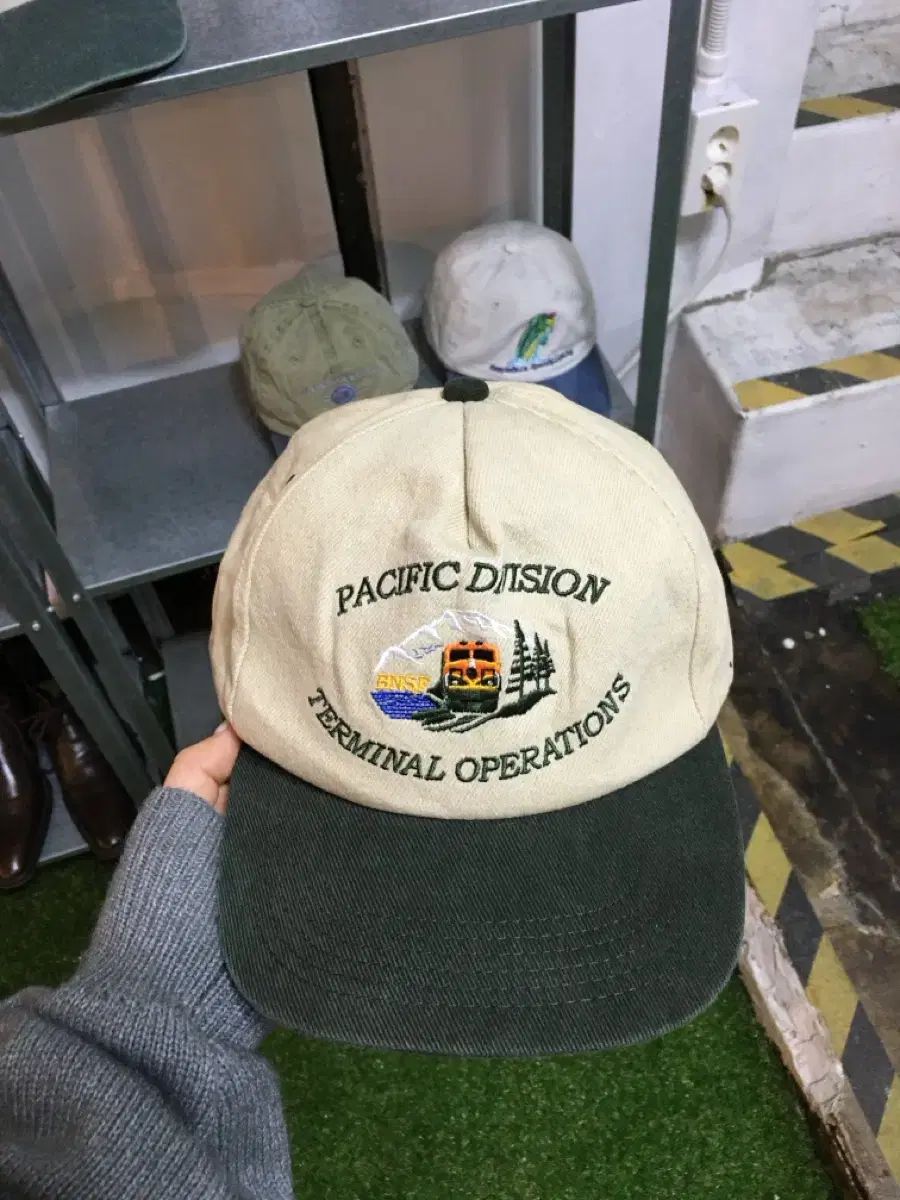 PACIFIC DIVISION
BNSF
TERMINAL OPERATIONS